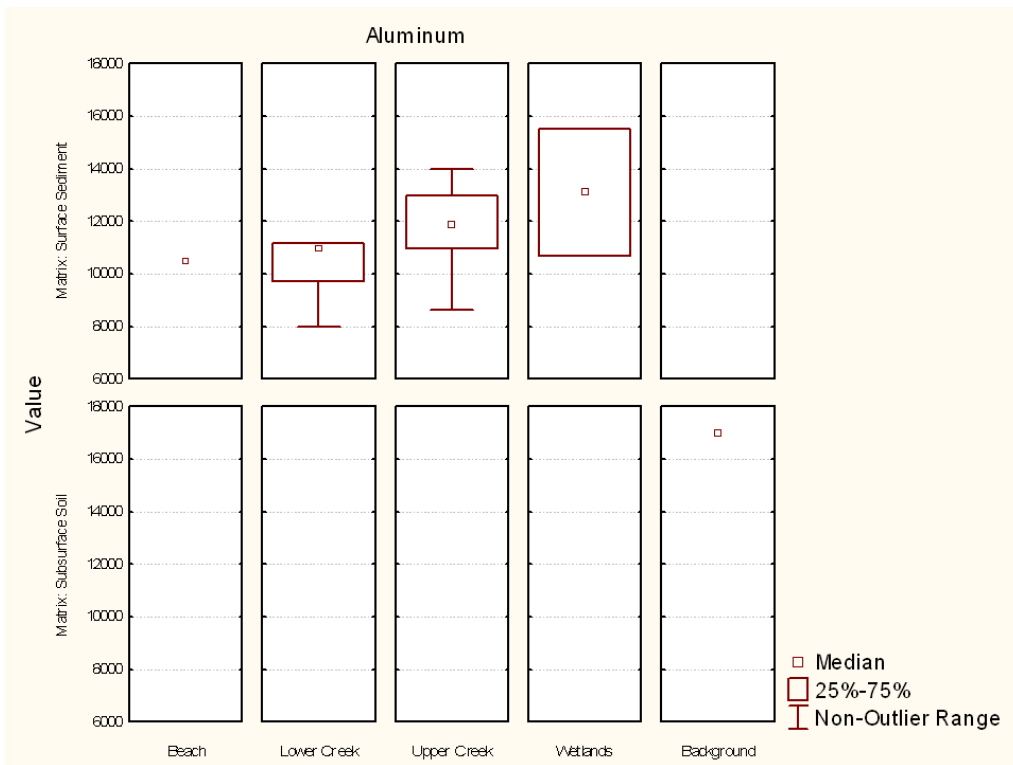 Aluminum
Value
Matrix: Surface Sediment
18000
16000
14000
12000
10000
8000
6000
Matrix: Subsurface Soil
18000
16000
14000
12000
10000
8000
6000
Beach
Lower Creek
Upper Creek
Wetlands
Background
Median
25%-75%
Non-Outlier Range